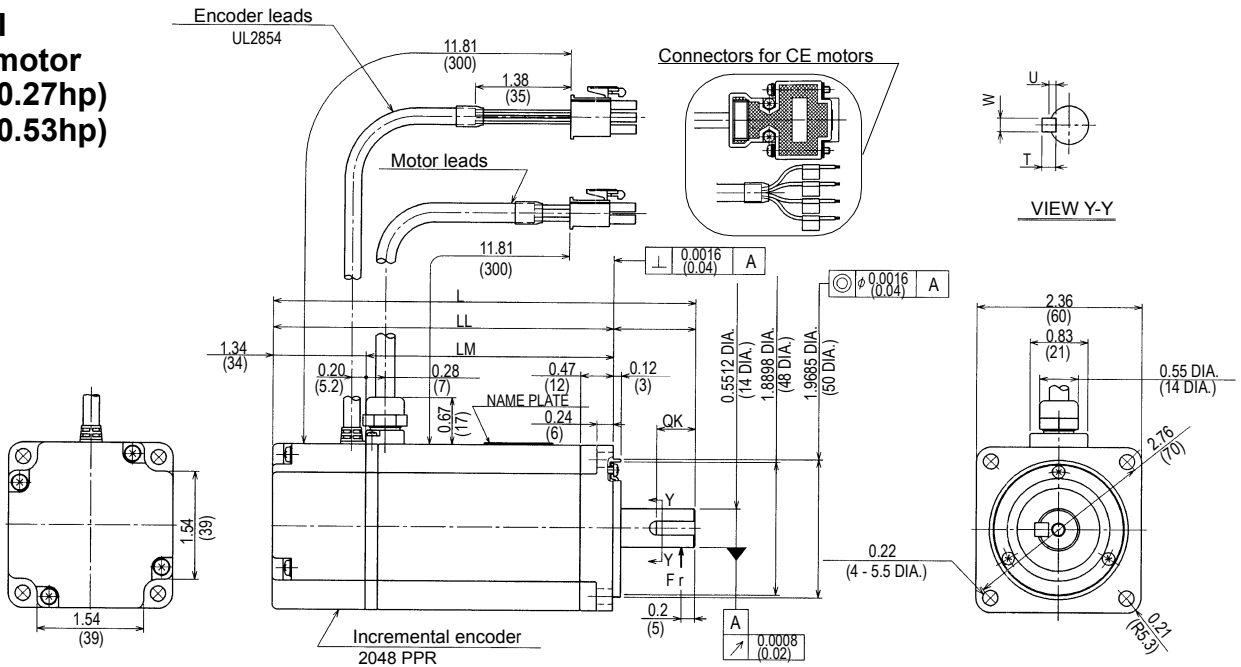 motor
0.27hp)
0.53hp)
Encoder leads
UL2854
11.81
(300)
1.38
(35)
Connectors for CE motors
Motor leads
11.81
(300)
U
W
T
VIEW Y-Y
⊥ 0.0016 (0.04) A
◎ ϕ 0.0016 (0.04) A
L
LL
LM
1.34
(34)
0.20
(5.2)
0.28
(7)
0.47
(12)
0.12
(3)
0.67
(17)
NAME PLATE
0.24
(6)
QK
0.5512 DIA.
(14 DIA.)
1.8898 DIA.
(48 DIA.)
1.9685 DIA.
(50 DIA.)
2.36
(60)
0.83
(21)
0.55 DIA.
(14 DIA.)
2.76
(70)
1.54
(39)
1.54
(39)
Y
Y
Fr
0.2
(5)
A
↗ 0.0008 (0.02)
0.22
(4 - 5.5 DIA.)
0.21
(R5.3)
Incremental encoder
2048 PPR